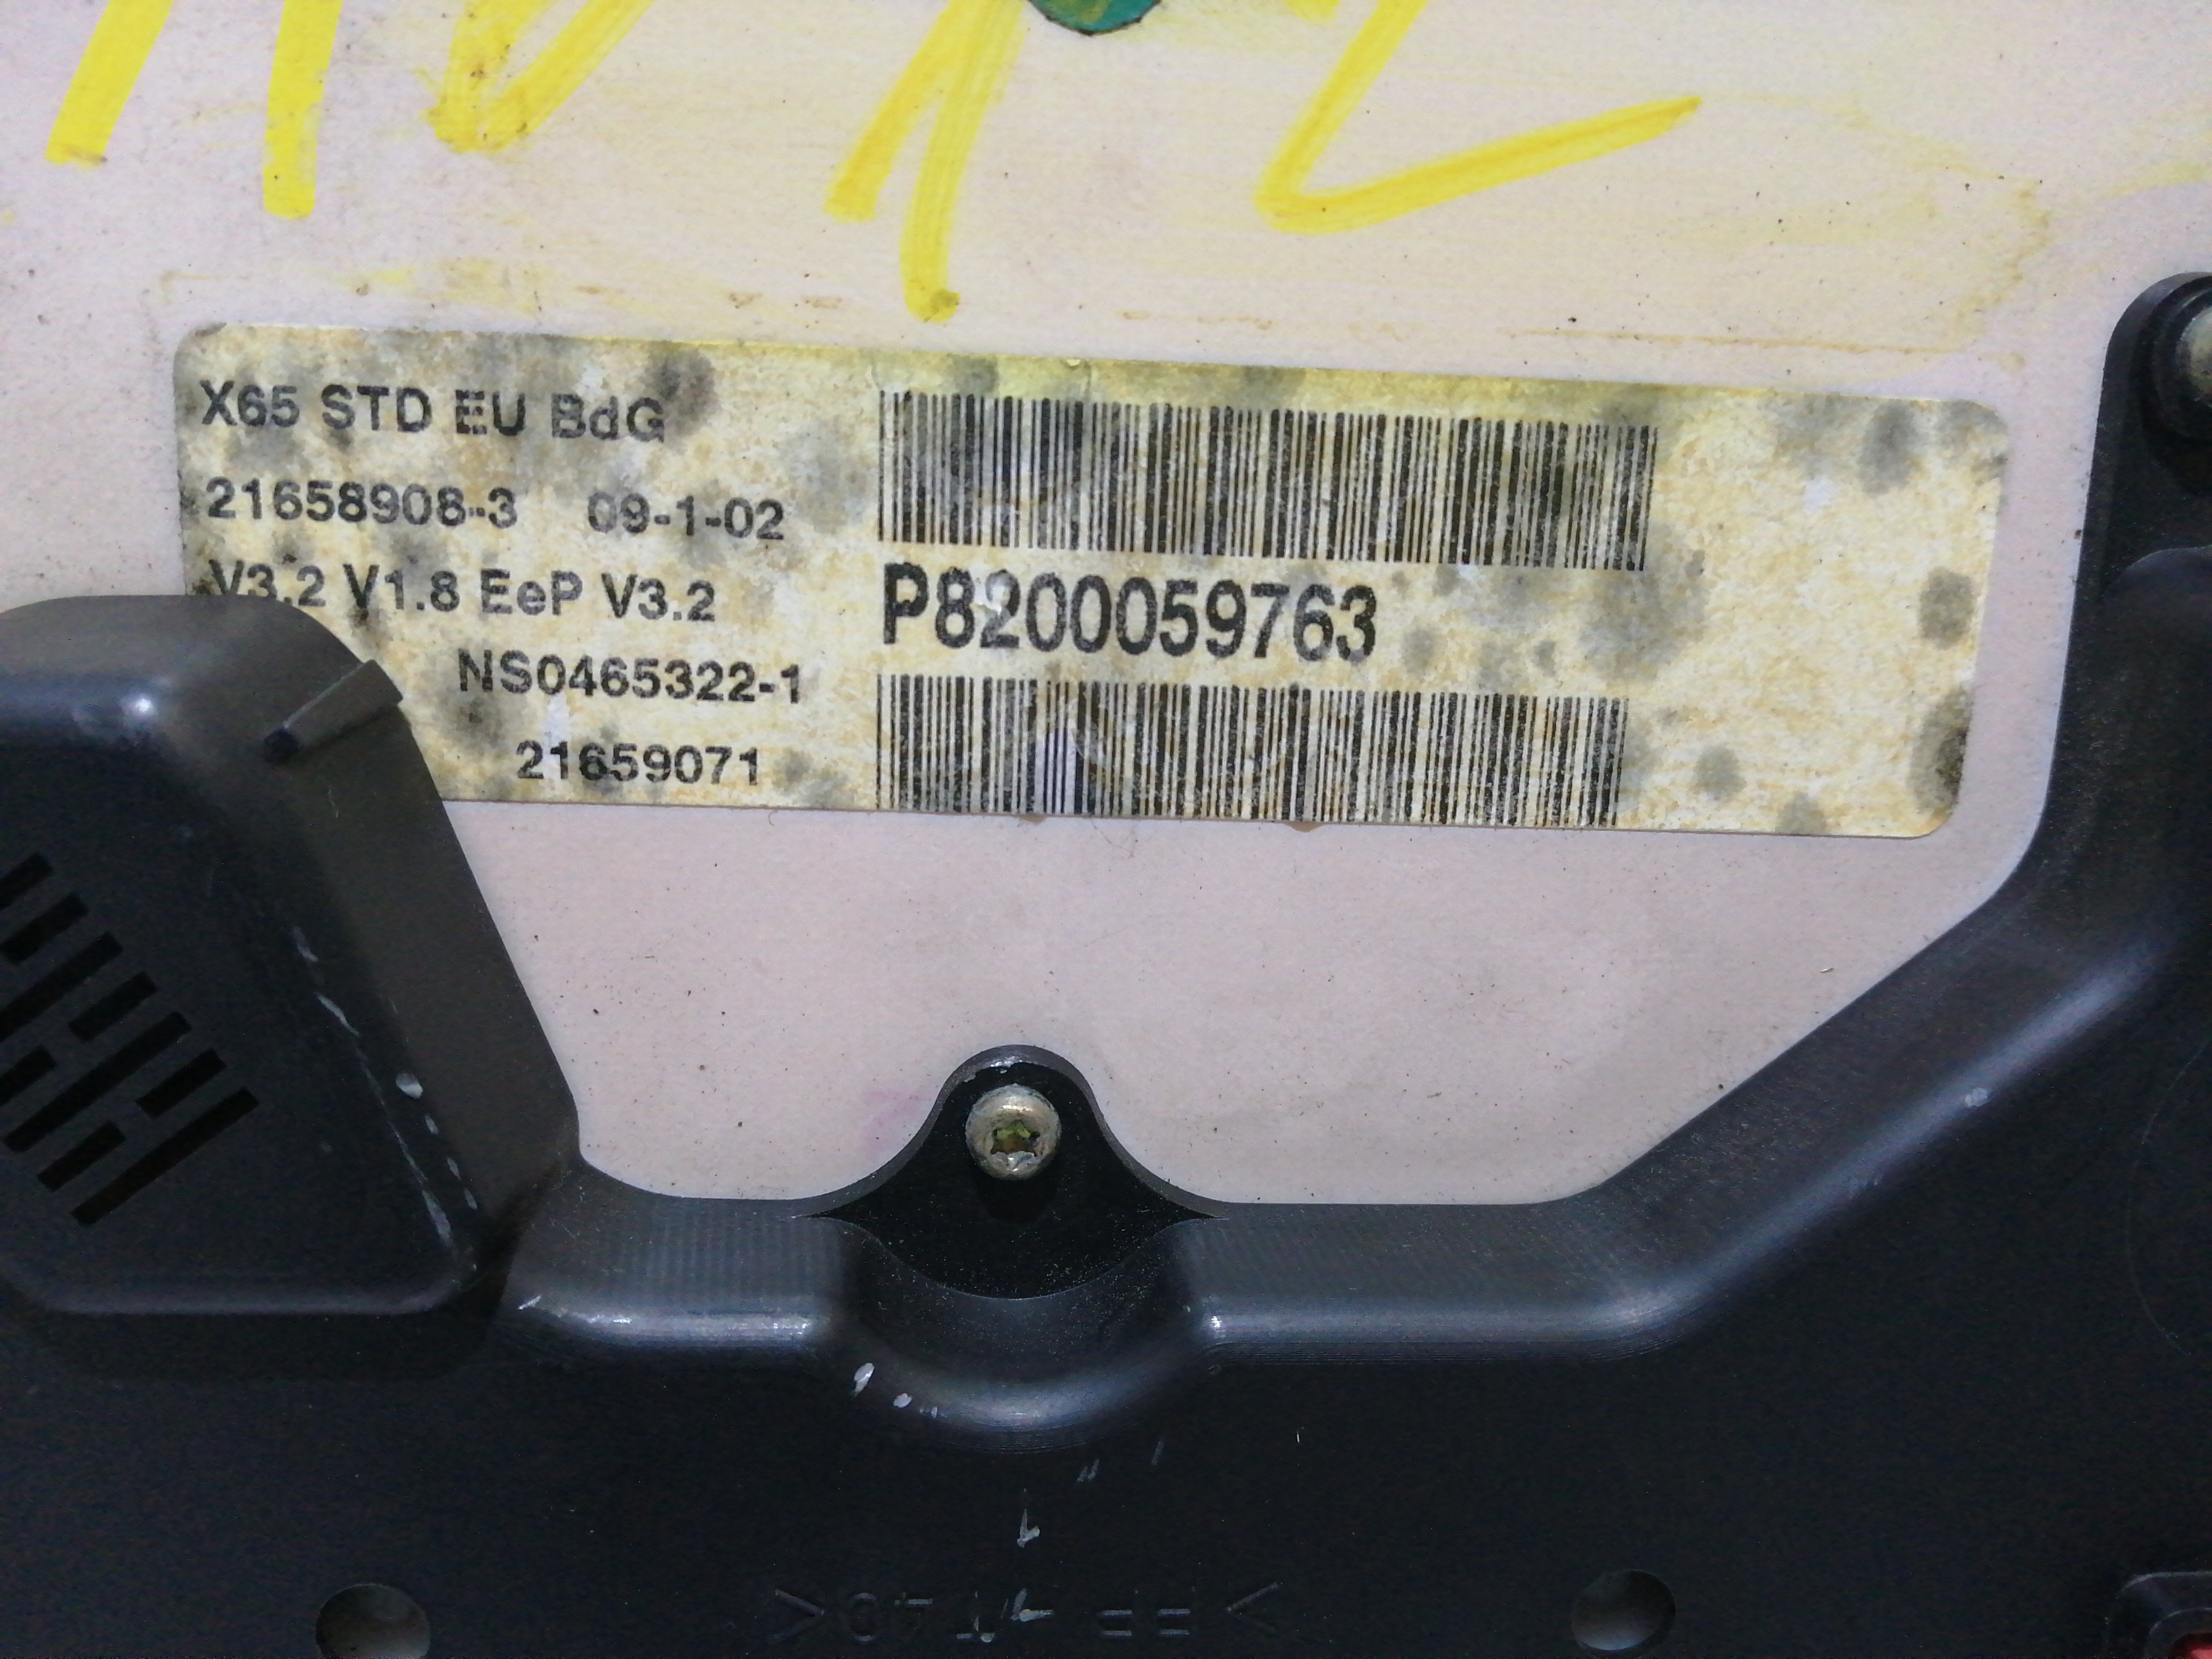 X65 STD EU BdG
21658908-3 09-1-02
V3.2 V1.8 EeP V3.2
P8200059763
NS0465322-1
21659071